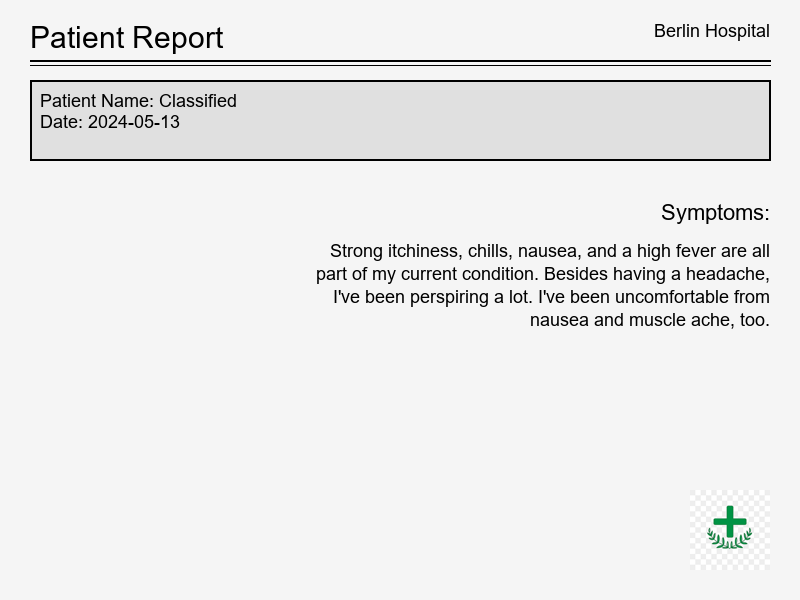 Patient Report
Berlin Hospital
Patient Name: Classified
Date: 2024-05-13
Symptoms:
Strong itchiness, chills, nausea, and a high fever are all
part of my current condition. Besides having a headache,
I've been perspiring a lot. I've been uncomfortable from
nausea and muscle ache, too.